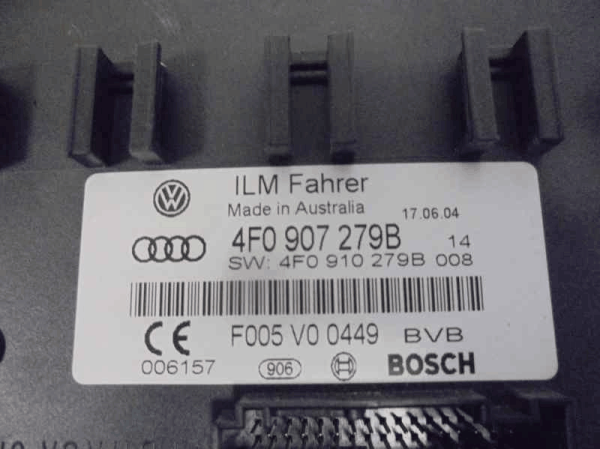 ILM Fahrer
Made in Australia 17.06.04
4F0 907 279B 14
SW: 4F0 910 279B 008
CE F005 V0 0449 BVB
006157 906 BOSCH